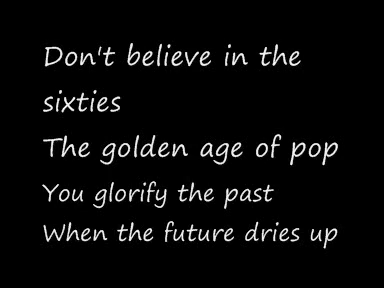 Don't believe in the
sixties
The golden age of pop
You glorify the past
When the future dries up